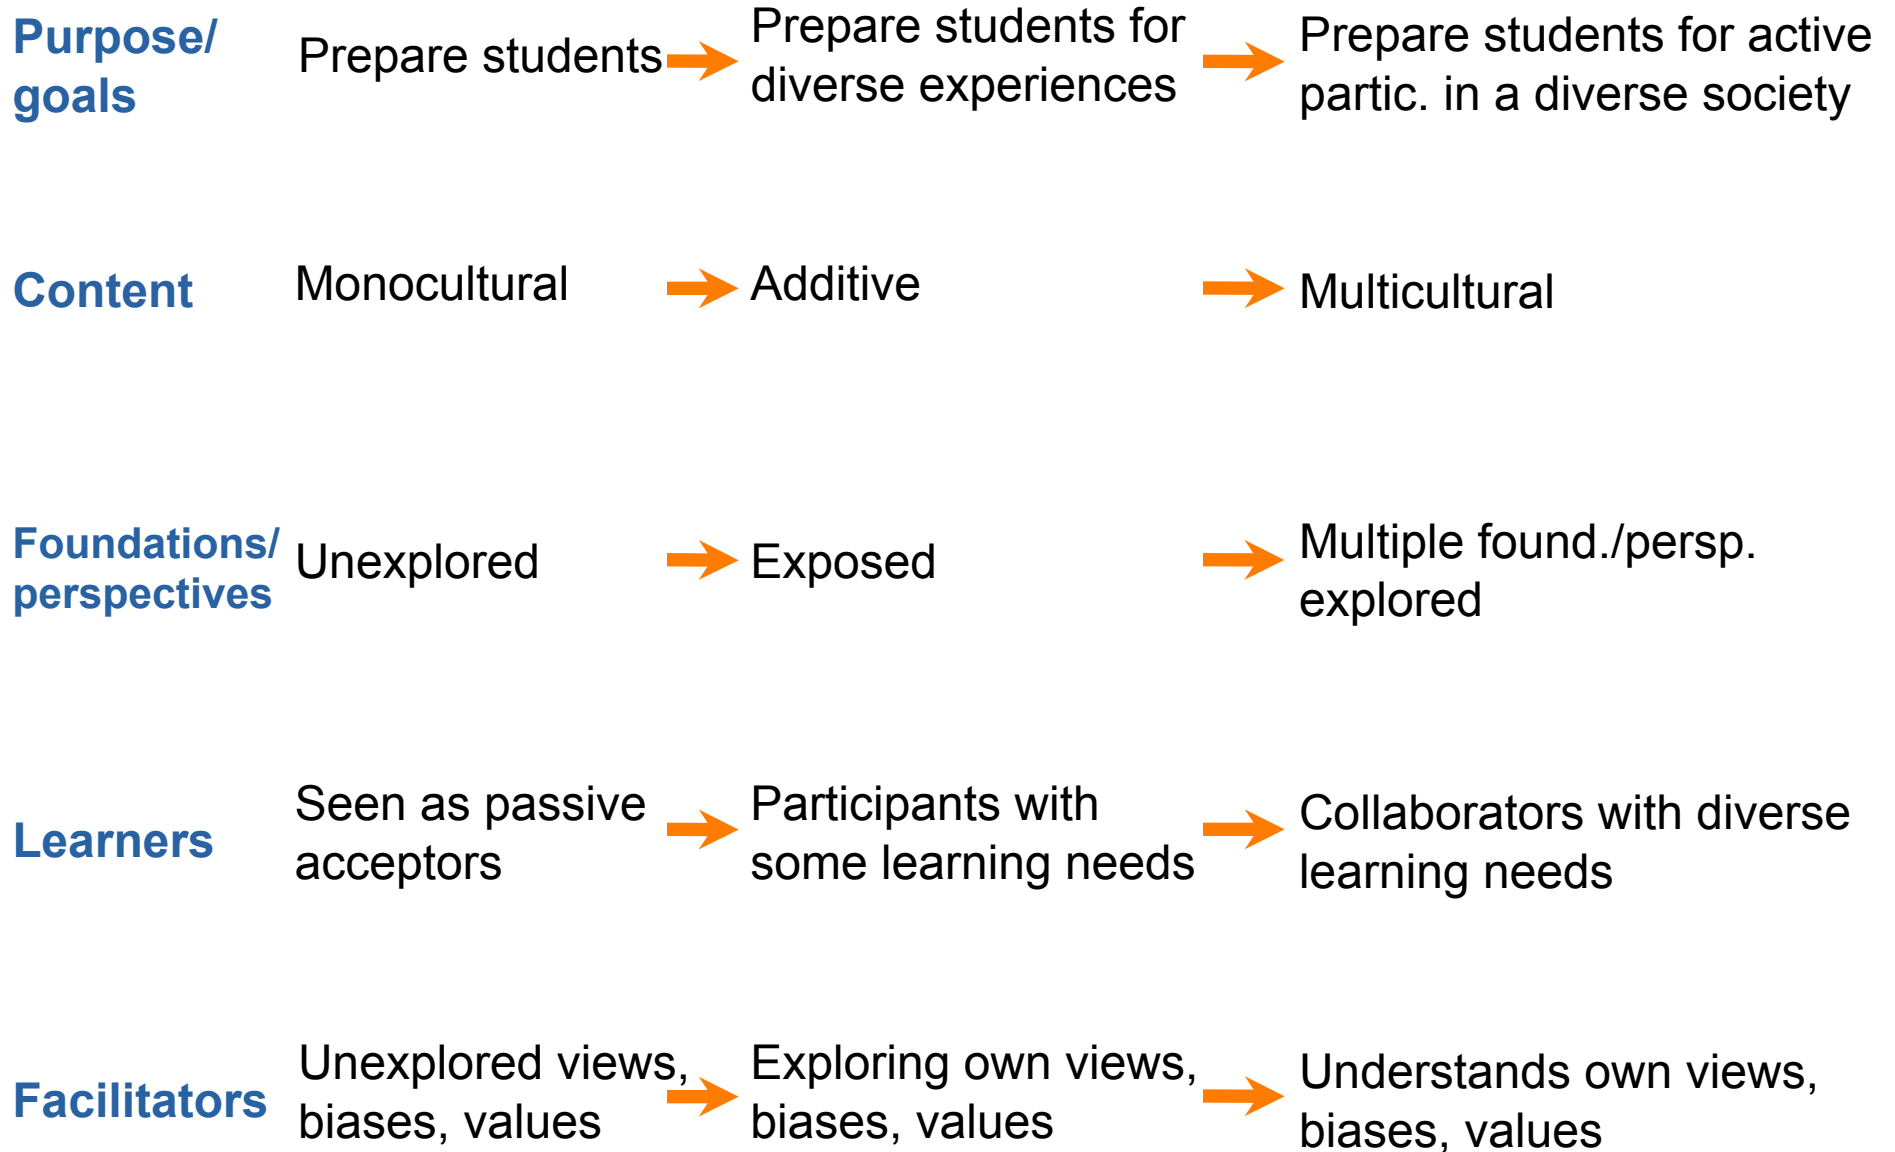 Purpose/
goals
Prepare students
Prepare students for
diverse experiences
Prepare students for active
partic. in a diverse society
Content
Monocultural
Additive
Multicultural
Foundations/
perspectives
Unexplored
Exposed
Multiple found./persp.
explored
Learners
Seen as passive
acceptors
Participants with
some learning needs
Collaborators with diverse
learning needs
Facilitators
Unexplored views,
biases, values
Exploring own views,
biases, values
Understands own views,
biases, values